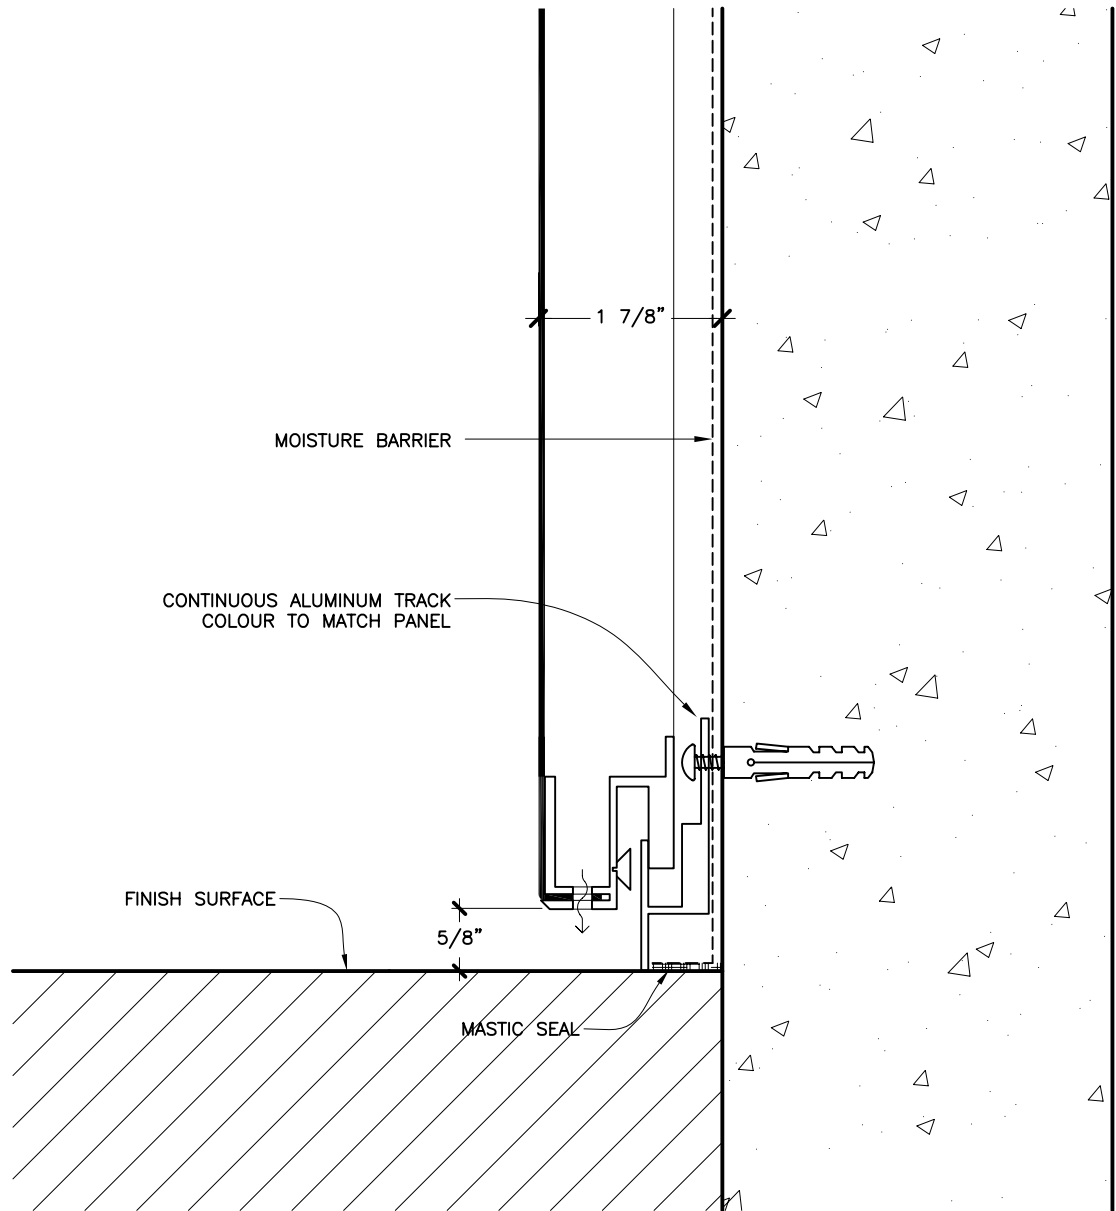 1 7/8"
MOISTURE BARRIER
CONTINUOUS ALUMINUM TRACK
COLOUR TO MATCH PANEL
FINISH SURFACE
5/8"
MASTIC SEAL